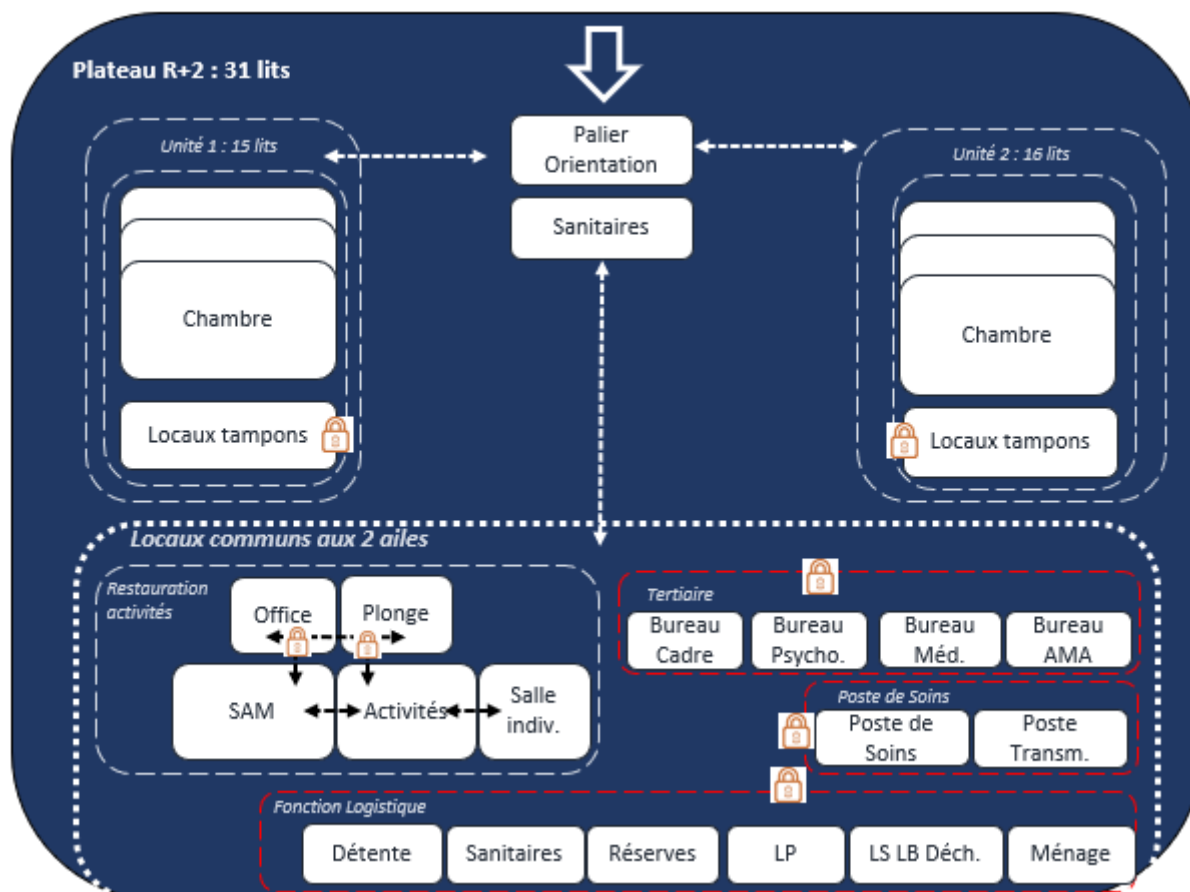 Plateau R+2 : 31 lits
Palier
Orientation
Sanitaires
Unité 1 : 15 lits
Chambre
Locaux tampons
Unité 2 : 16 lits
Chambre
Locaux tampons
Locaux communs aux 2 ailes
Restauration
activités
Office
Plonge
SAM
Activités
Salle
indiv.
Tertiaire
Bureau
Cadre
Bureau
Psycho.
Bureau
Méd.
Bureau
AMA
Poste de Soins
Poste de
Soins
Poste
Transm.
Fonction Logistique
Détente
Sanitaires
Réserves
LP
LS LB Déch.
Ménage